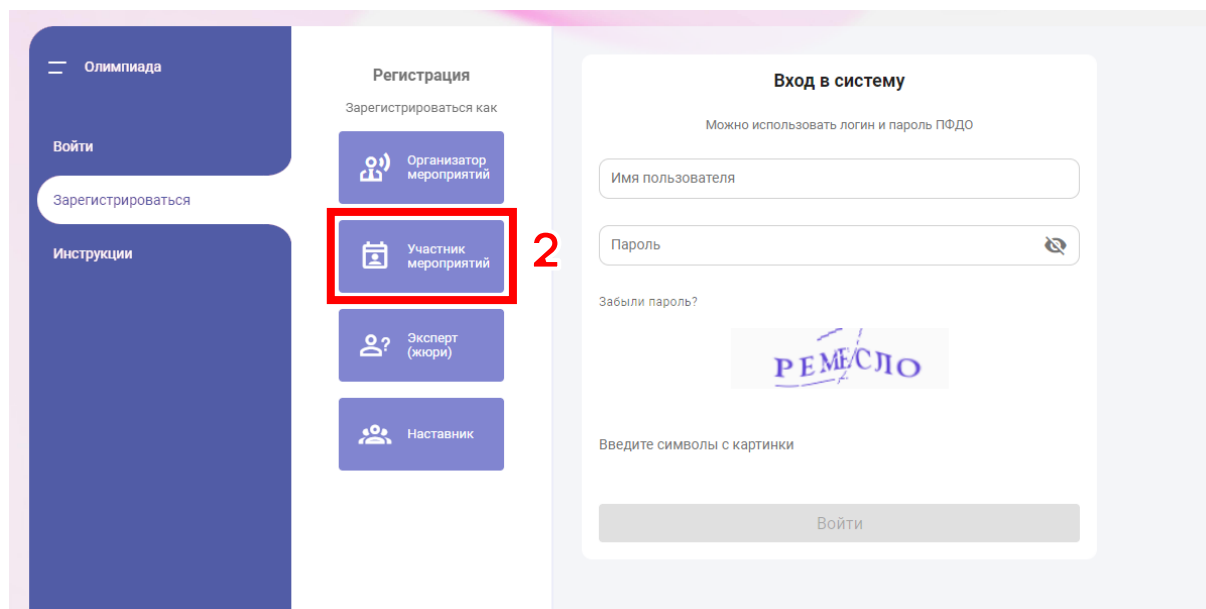 Олимпиада
Войти
Зарегистрироваться
Инструкции
Регистрация
Зарегистрироваться как
Организатор
мероприятий
Участник
мероприятий
2
Эксперт
(жюри)
Наставник
Вход в систему
Можно использовать логин и пароль ПФДО
Имя пользователя
Пароль
Забыли пароль?
РЕМЕСЛО
Введите символы с картинки
Войти